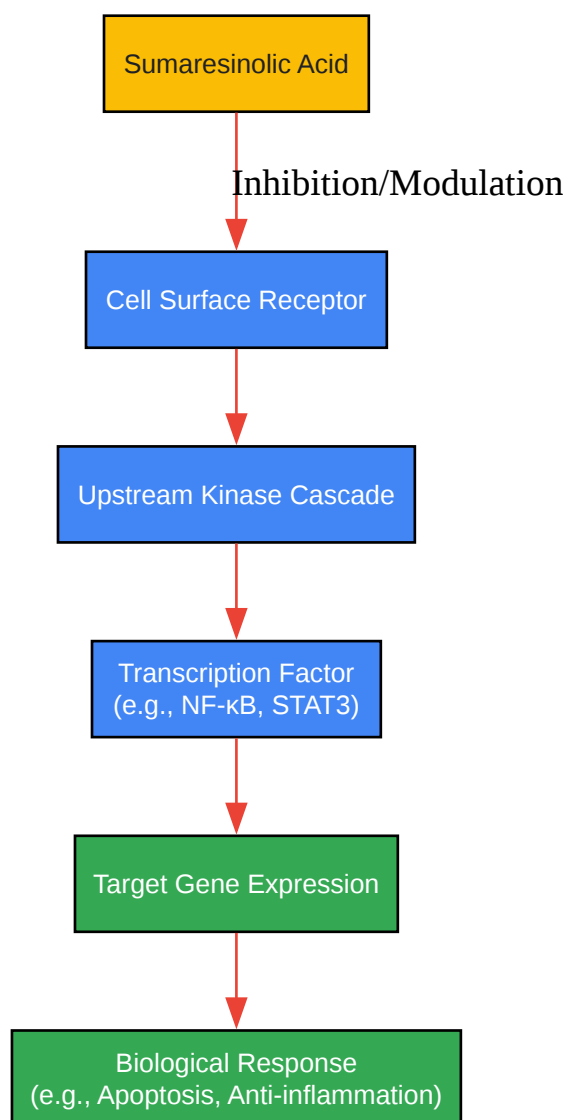 Sumaresinolic Acid
Inhibition/Modulation
Cell Surface Receptor
Upstream Kinase Cascade
Transcription Factor
(e.g., NF-κB, STAT3)
Target Gene Expression
Biological Response
(e.g., Apoptosis, Anti-inflammation)